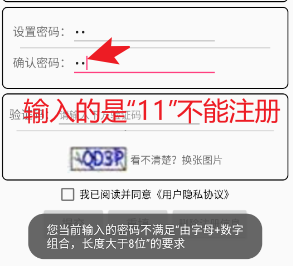 设置密码：••
确认密码：••
验证码
输入的是“11”不能注册
QD3P 看不清楚？换张图片
我已阅读并同意《用户隐私协议》
您当前输入的密码不满足“由字母+数字
组合，长度大于8位”的要求